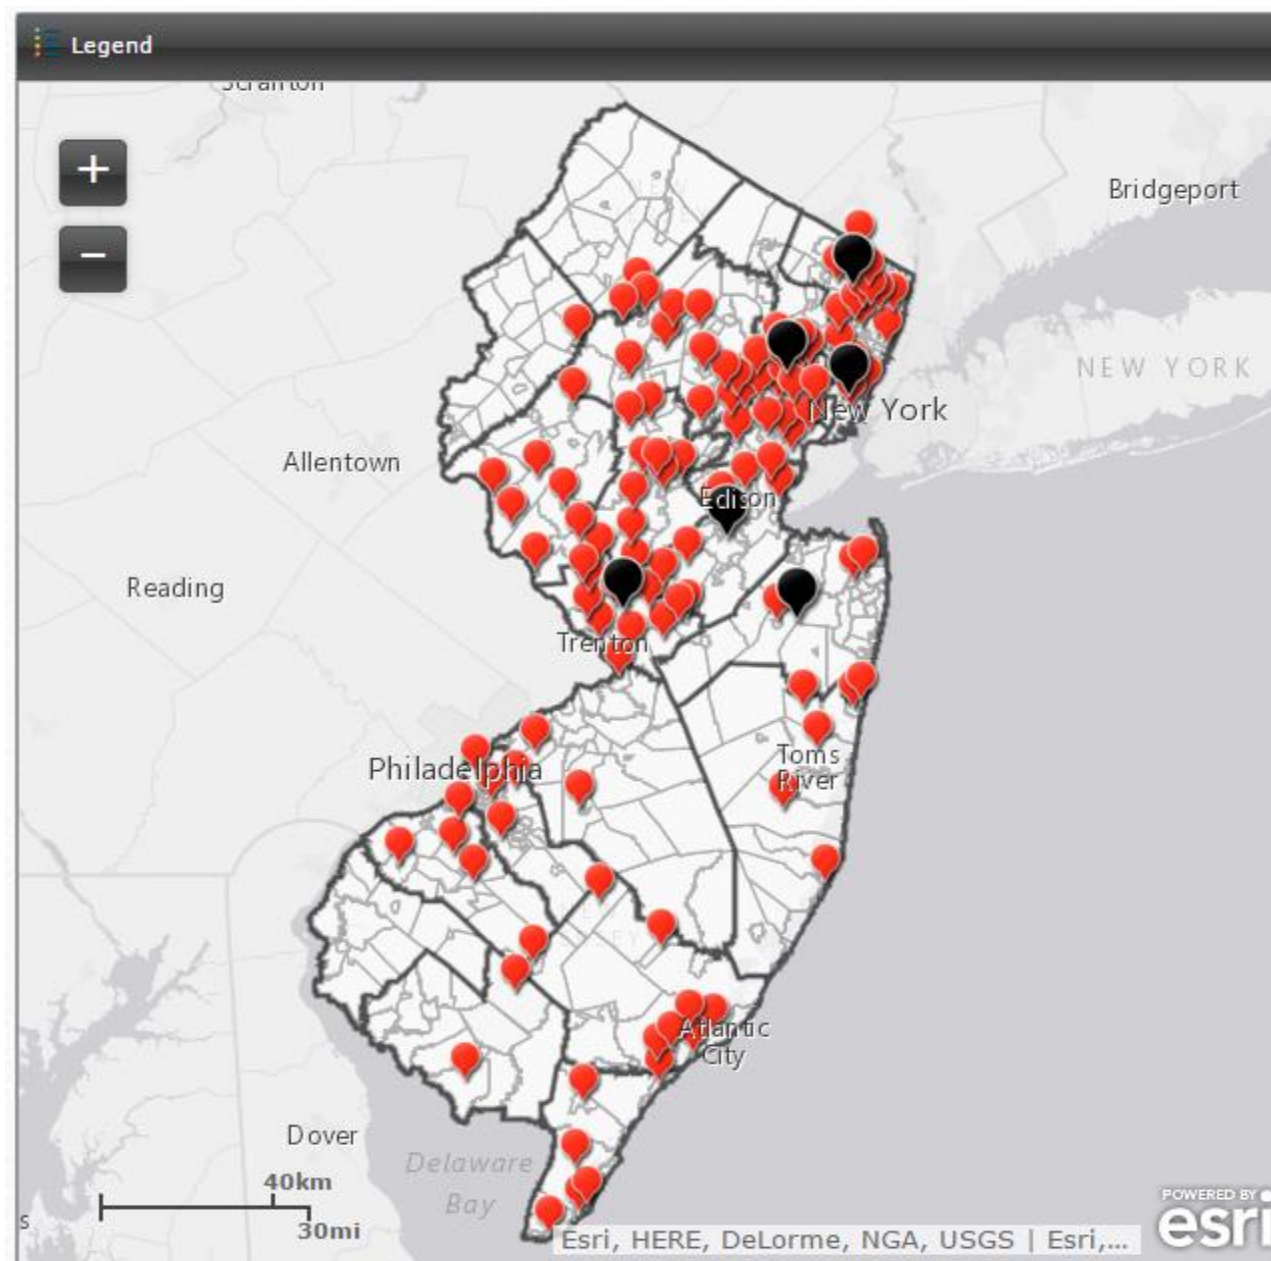 Legend
Scranton
Bridgeport
NEW YORK
New York
Allentown
Edison
Reading
Trenton
Philadelphia
Toms
River
Atlantic
City
Dover
Delaware
Bay
40km
30mi
s
Esri, HERE, DeLorme, NGA, USGS | Esri,...
POWERED BY
esri